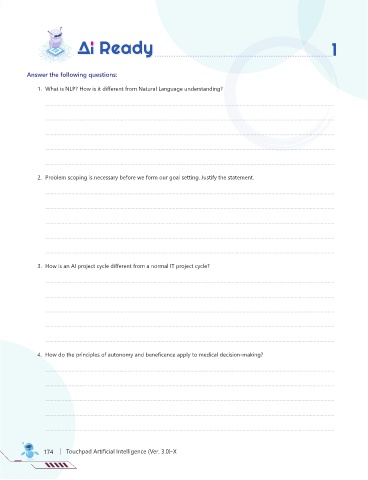 Ai Ready 1
Answer the following questions:
1. What is NLP? How is it different from Natural Language understanding?
2. Problem scoping is necessary before we form our goal setting. Justify the statement.
3. How is an AI project cycle different from a normal IT project cycle?
4. How do the principles of autonomy and beneficence apply to medical decision-making?
174 | Touchpad Artificial Intelligence (Ver. 3.0)-X